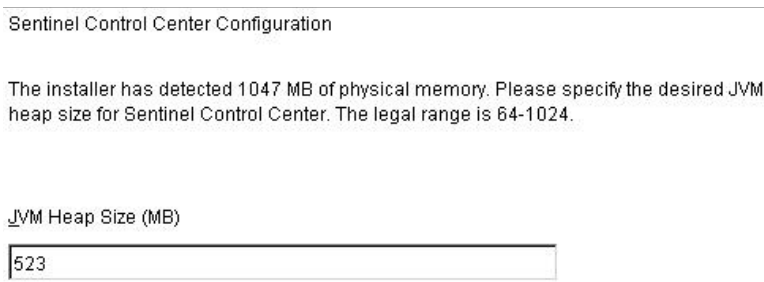 Sentinel Control Center Configuration
The installer has detected 1047 MB of physical memory. Please specify the desired JVM
heap size for Sentinel Control Center. The legal range is 64-1024.
JVM Heap Size (MB)
523